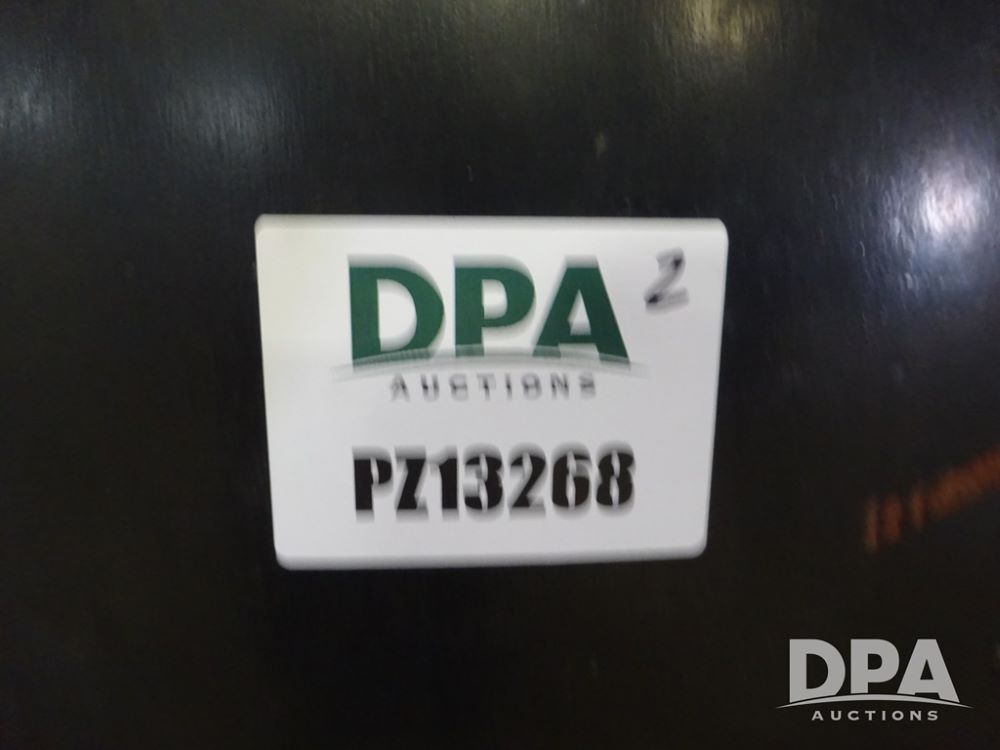 DPA 2
AUCTIONS
PZ13268
DPA
AUCTIONS